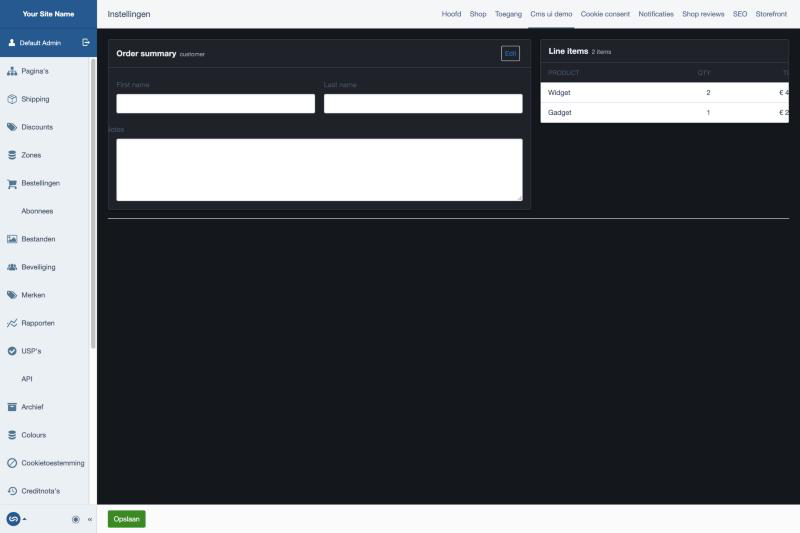 Your Site Name
Default Admin
Pagina's
Shipping
Discounts
Zones
Bestellingen
Abonnees
Bestanden
Beveiliging
Merken
Rapporten
USP's
API
Archief
Colours
Cookietoestemming
Creditnota's
«
Instellingen
Hoofd Shop Toegang Cms ui demo Cookie consent Notificaties Shop reviews SEO Storefront
Order summary customer
Edit
First name Last name
Line items 2 items
PRODUCT QTY
Widget 2 € 4
Gadget 1 € 2
Opslaan